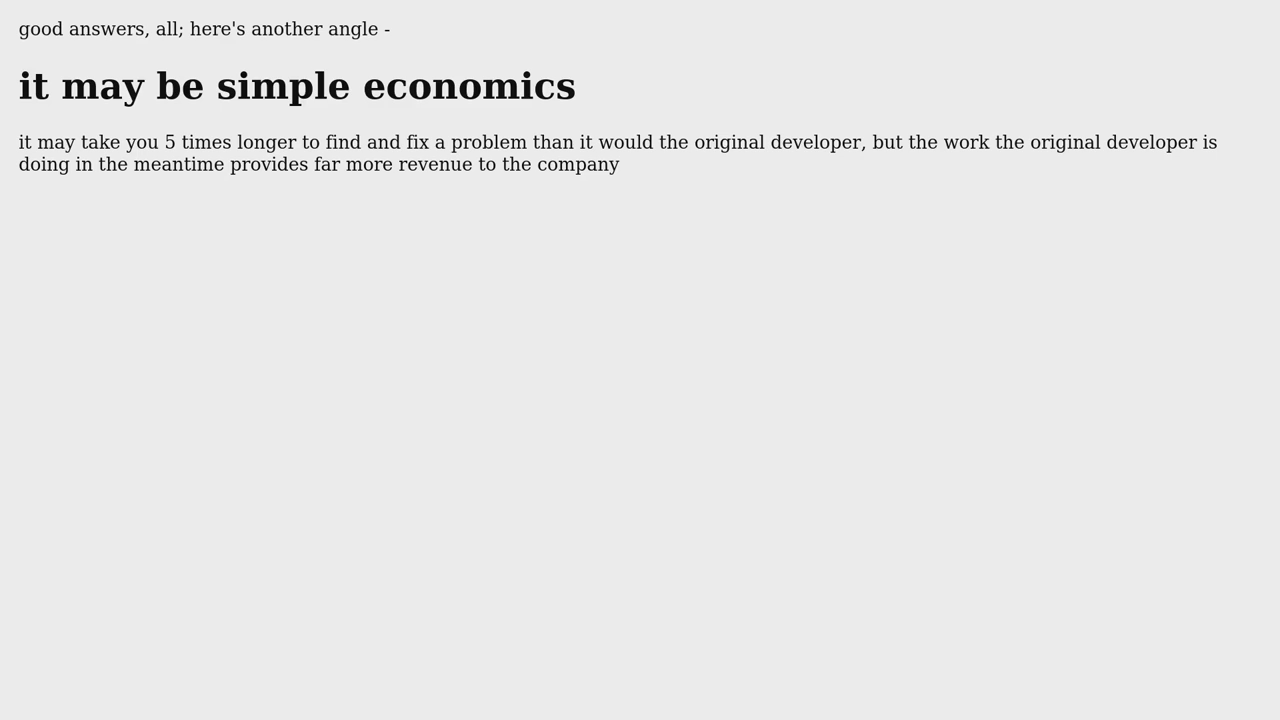 good answers, all; here's another angle -
it may be simple economics
it may take you 5 times longer to find and fix a problem than it would the original developer, but the work the original developer is
doing in the meantime provides far more revenue to the company